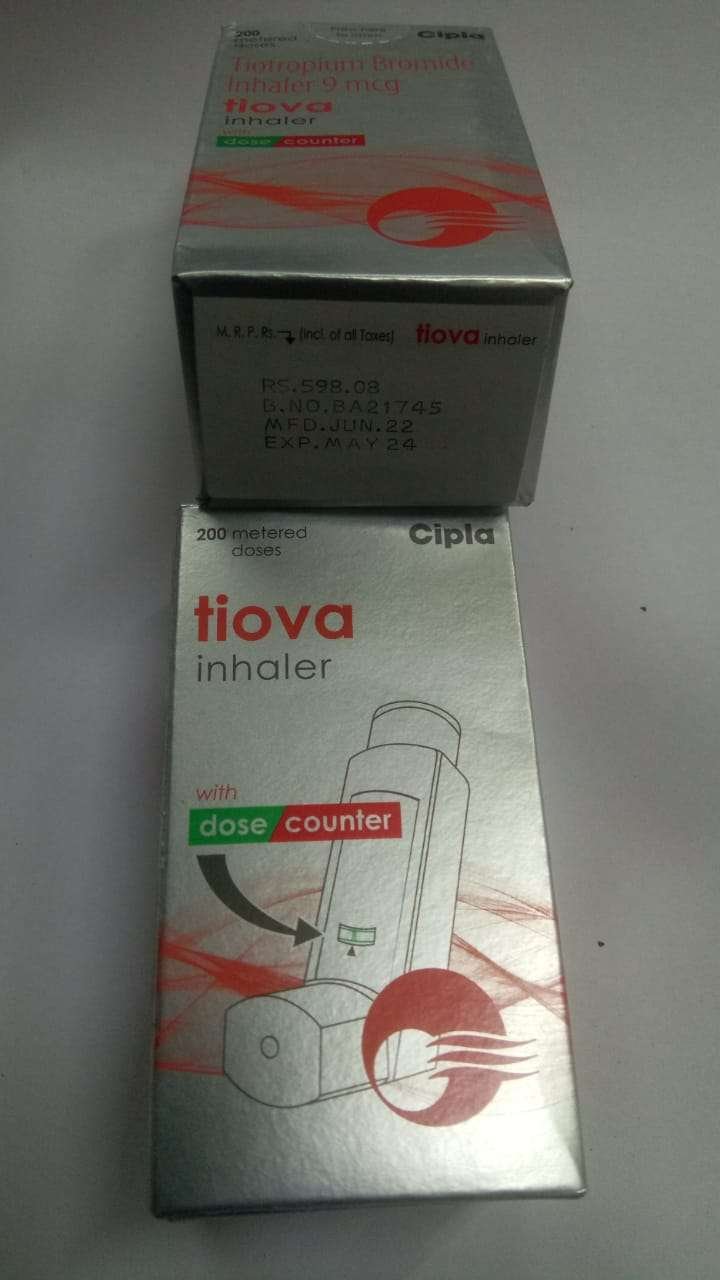 200
metered
doses
Cipla
Tiotropium Bromide
Inhaler 9 mcg
tiova
inhaler
with
dose counter
M.R.P. Rs. (incl. of all Taxes) tiova inhaler
RS.598.08
B.NO.BA21745
MFD.JUN.22
EXP.MAY 24
200 metered
doses
Cipla
tiova
inhaler
with
dose counter